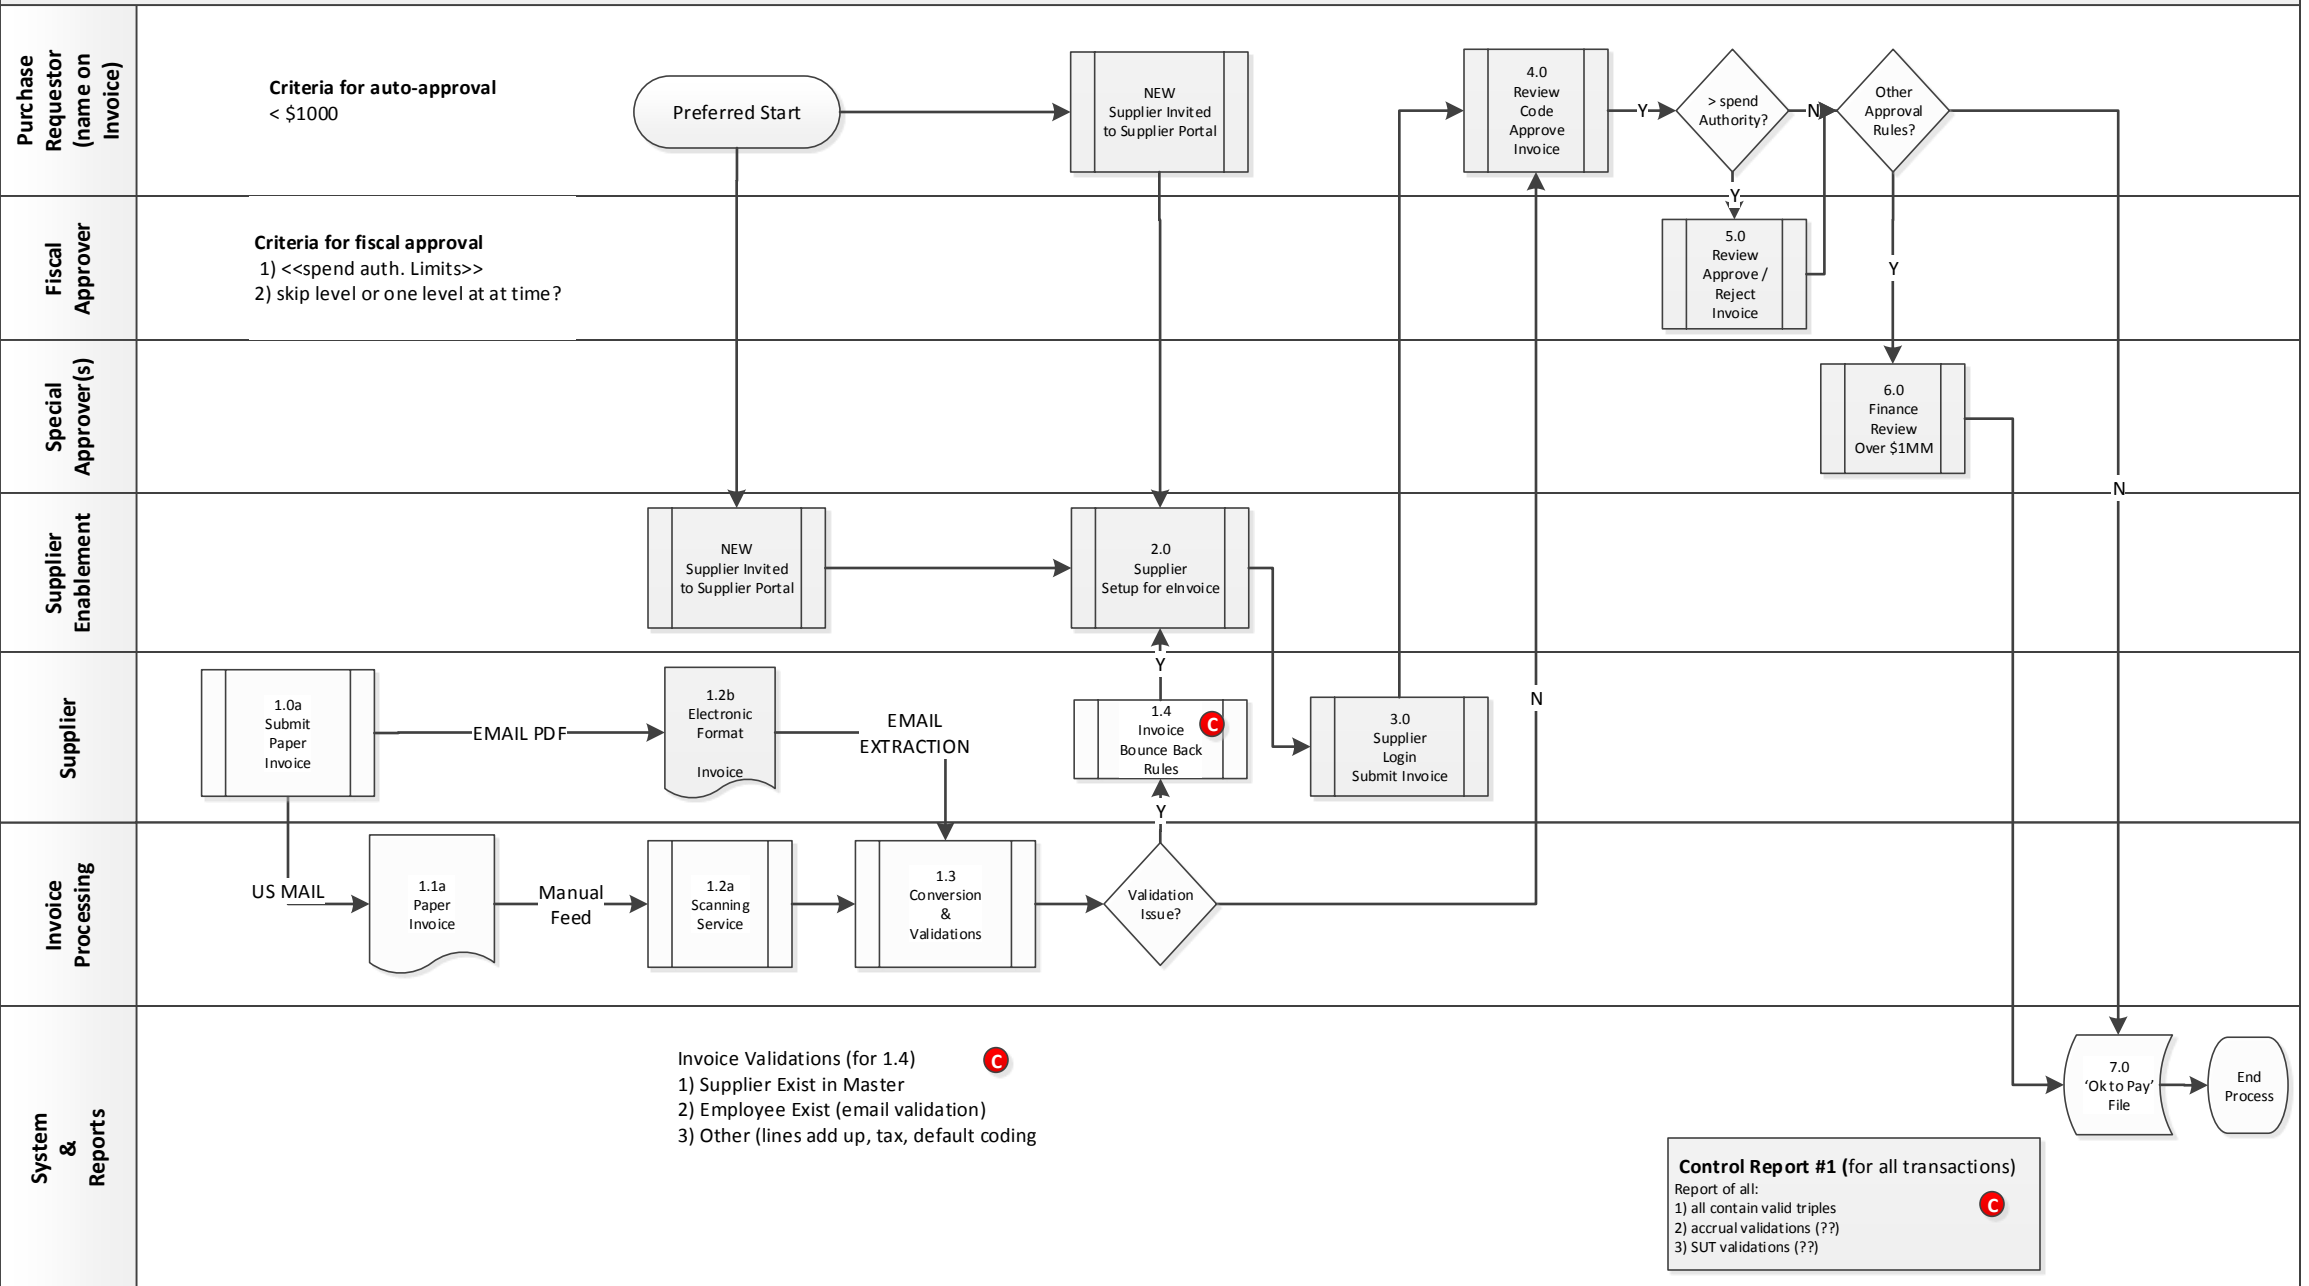 Purchase
Requestor
(name on
Invoice)
Criteria for auto-approval
< $1000
Preferred Start
NEW
Supplier Invited
to Supplier Portal
4.0
Review
Code
Approve
Invoice
Y
> spend
Authority?
N
Other
Approval
Rules?
Y
Fiscal
Approver
Criteria for fiscal approval
1) <<spend auth. Limits>>
2) skip level or one level at at time?
5.0
Review
Approve /
Reject
Invoice
Y
Special
Approver(s)
6.0
Finance
Review
Over $1MM
N
Supplier
Enablement
NEW
Supplier Invited
to Supplier Portal
2.0
Supplier
Setup for eInvoice
Y
Supplier
1.0a
Submit
Paper
Invoice
EMAIL PDF
1.2b
Electronic
Format
Invoice
EMAIL
EXTRACTION
1.4
Invoice
Bounce Back
Rules
C
3.0
Supplier
Login
Submit Invoice
N
Y
Invoice
Processing
US MAIL
1.1a
Paper
Invoice
Manual
Feed
1.2a
Scanning
Service
1.3
Conversion
&
Validations
Validation
Issue?
System
&
Reports
Invoice Validations (for 1.4)
C
1) Supplier Exist in Master
2) Employee Exist (email validation)
3) Other (lines add up, tax, default coding
7.0
‘Ok to Pay’
File
End
Process
Control Report #1 (for all transactions)
Report of all:
1) all contain valid triples
2) accrual validations (??)
3) SUT validations (??)
C